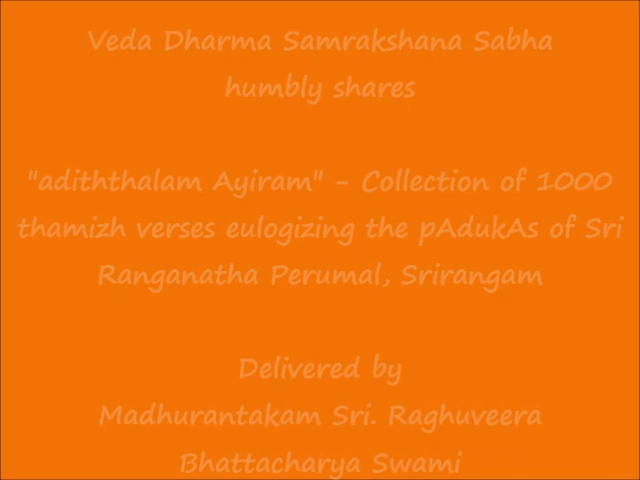 Veda Dharma Samrakshana Sabha
humbly shares
"adiththalam Ayiram" - Collection of 1000
thamizh verses eulogizing the pAdukAs of Sri
Ranganatha Perumal, Srirangam
Delivered by
Madhurantakam Sri. Raghuveera
Bhattacharya Swami